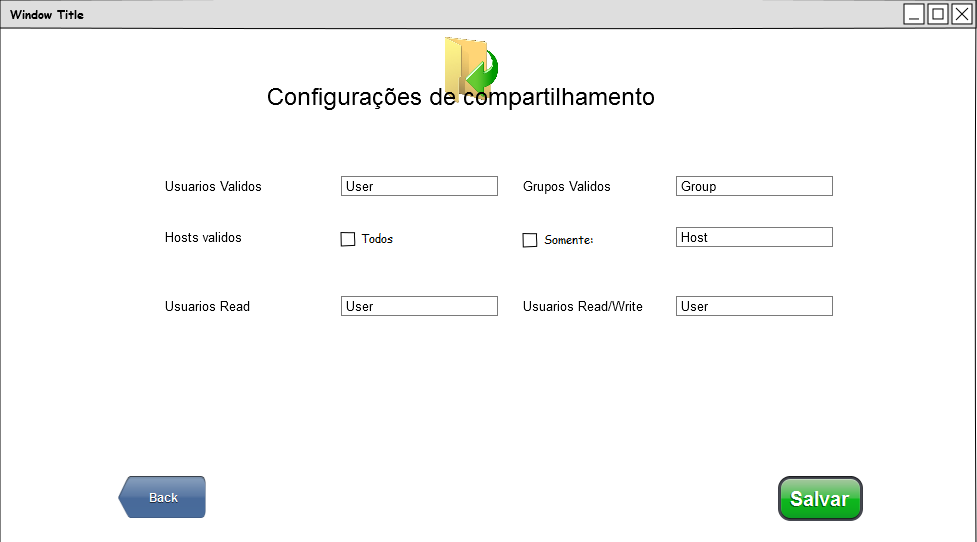 Window Title
Configurações de compartilhamento
Usuarios Validos User Grupos Validos Group
Hosts validos Todos Somente: Host
Usuarios Read User Usuarios Read/Write User
Back Salvar